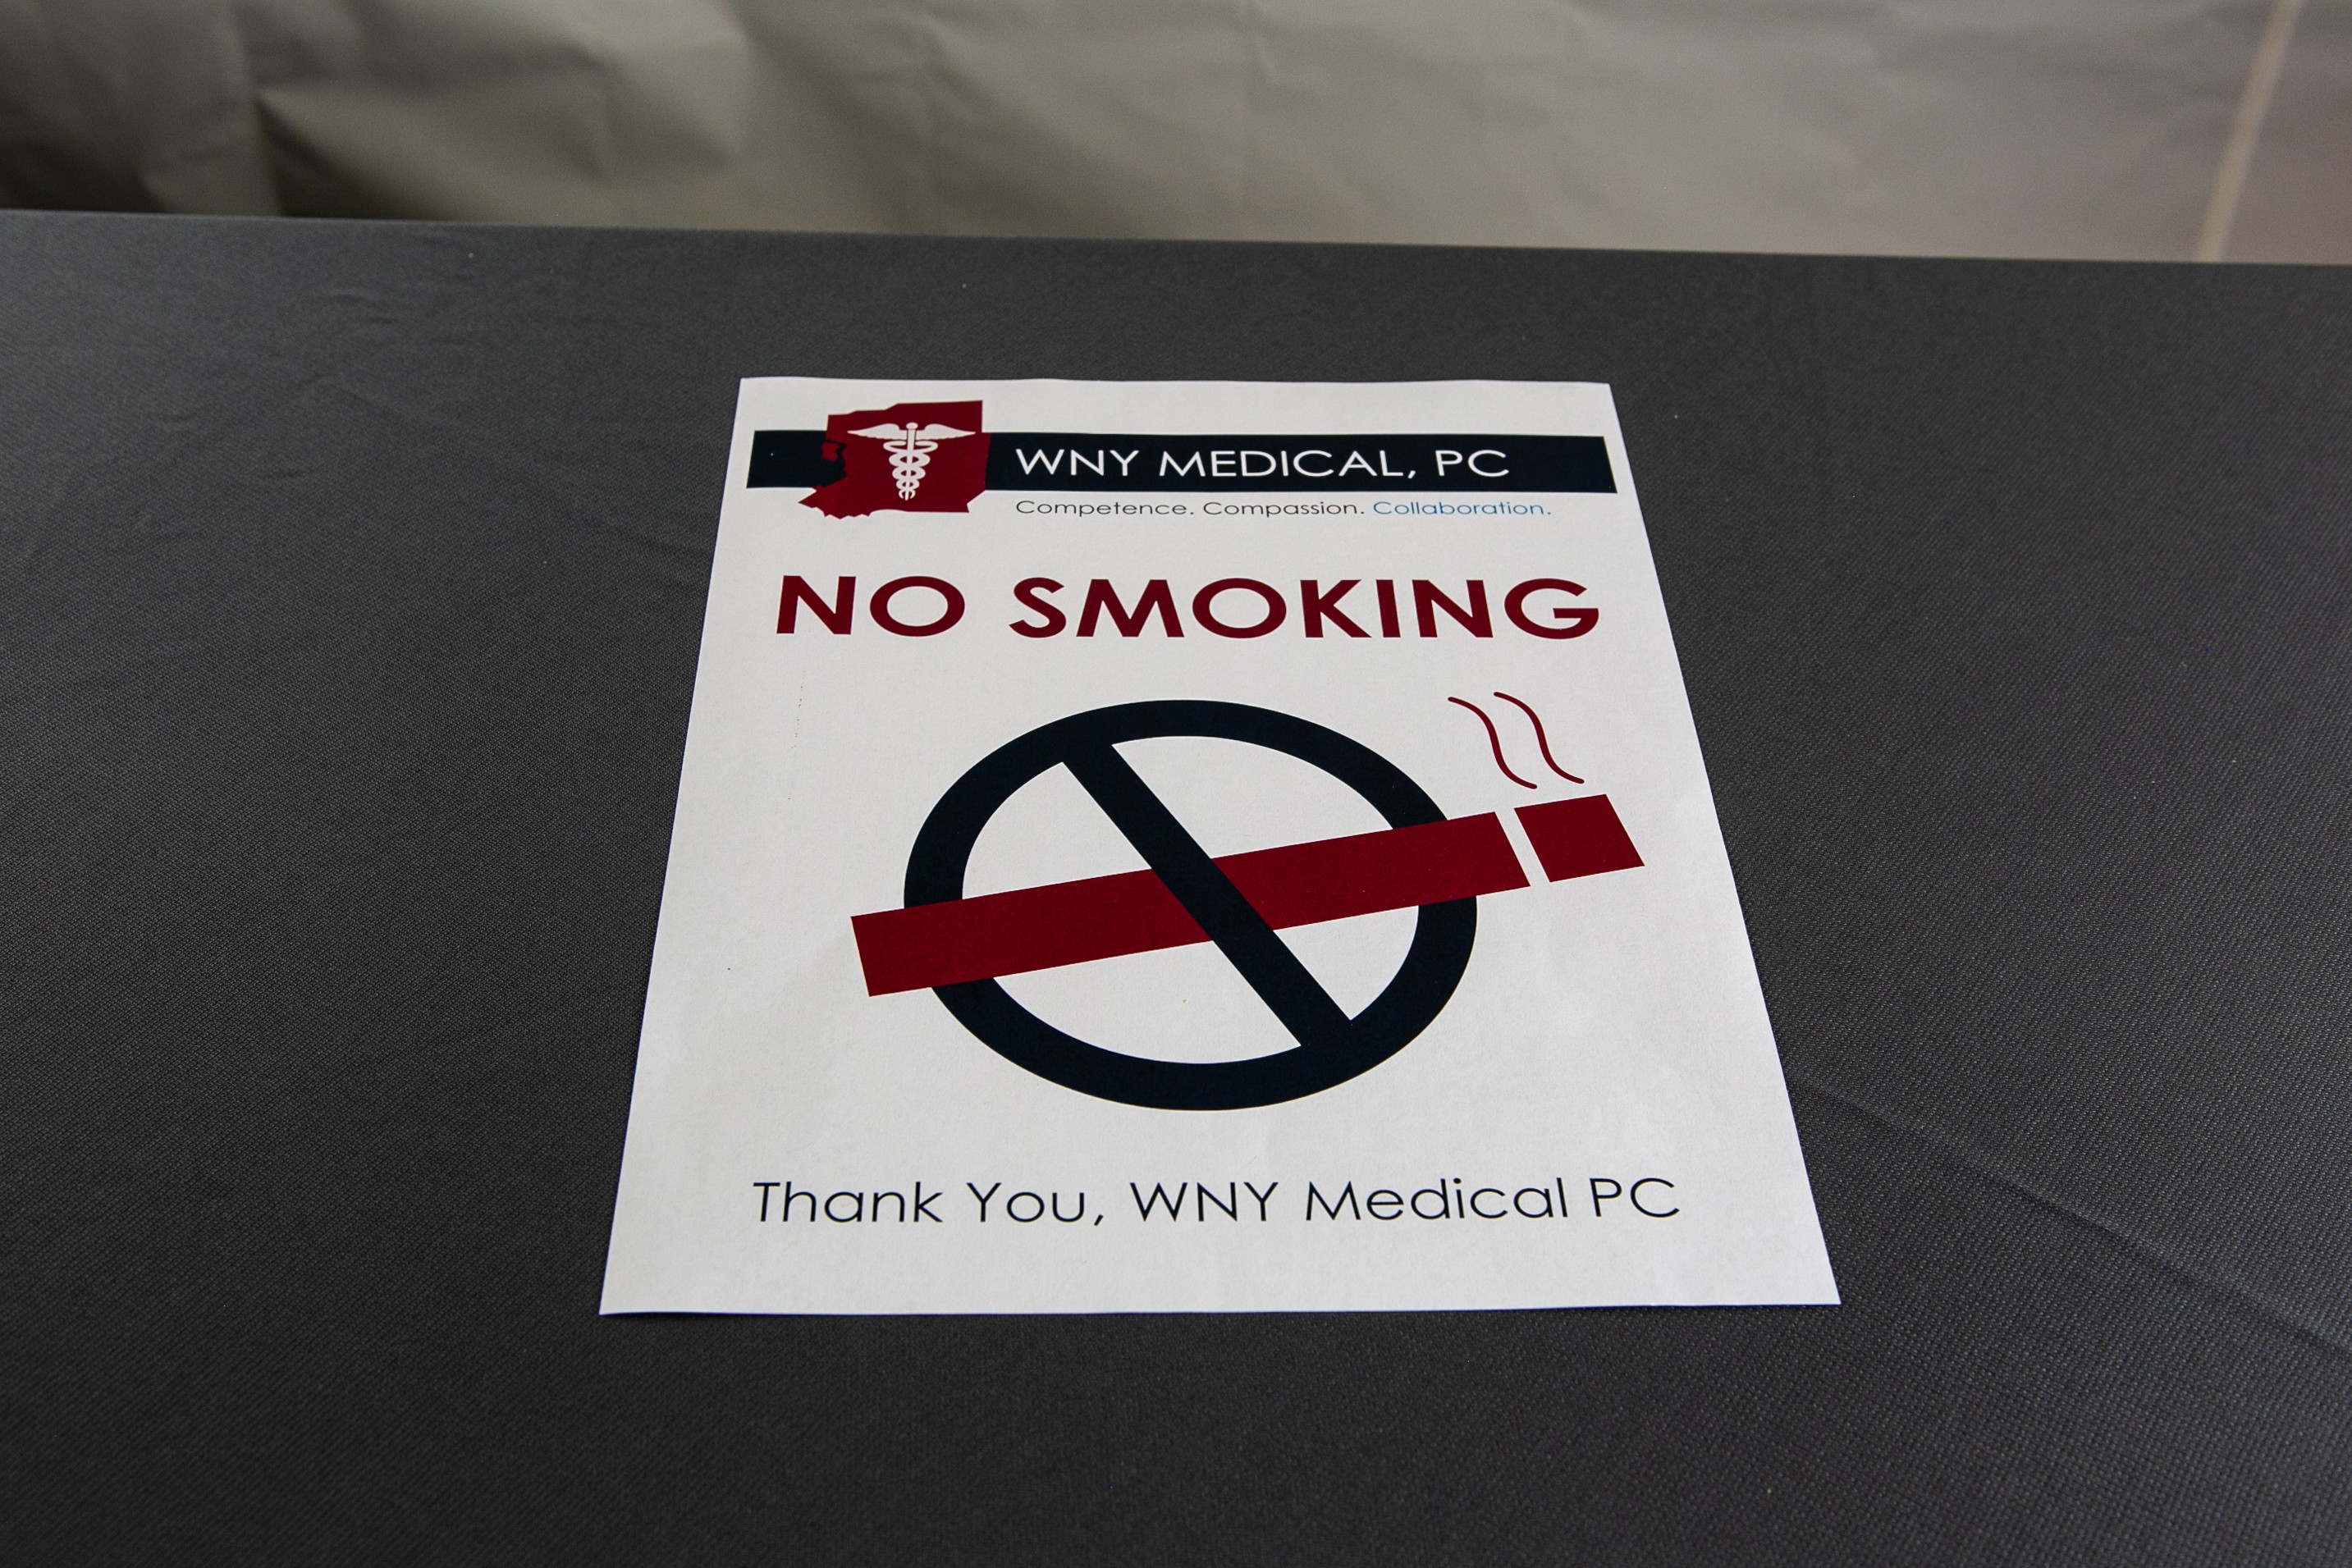 WNY MEDICAL, PC
Competence. Compassion. Collaboration.
NO SMOKING
Thank You, WNY Medical PC